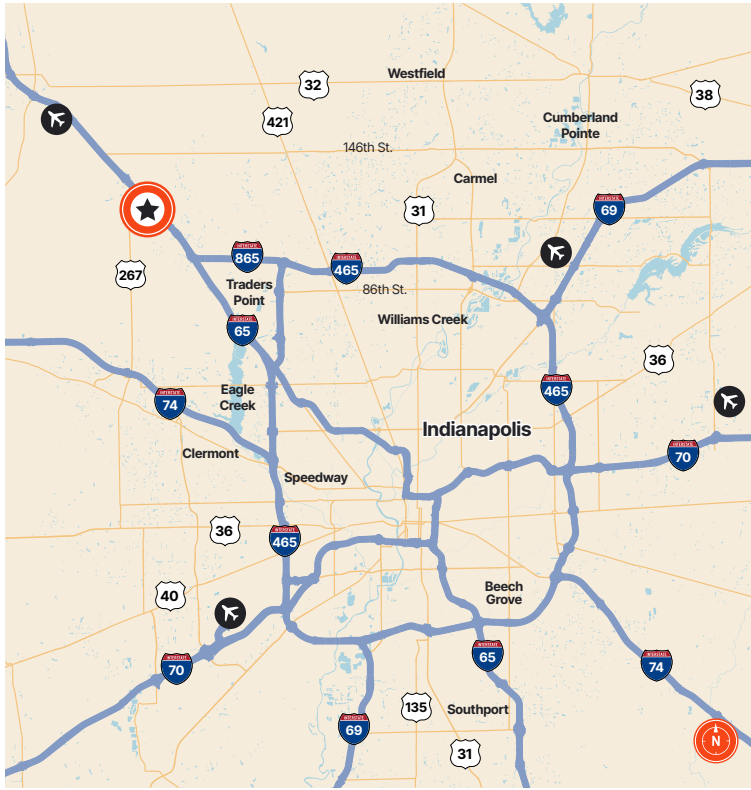 Westfield
32
38
421
Cumberland
Pointe
146th St.
Carmel
69
31
865
465
267
Traders
Point
86th St.
Williams Creek
65
36
Eagle
Creek
465
74
Indianapolis
Clermont
70
Speedway
36
INTERSTATE
465
40
Beech
Grove
65
74
70
135
Southport
69
31
N